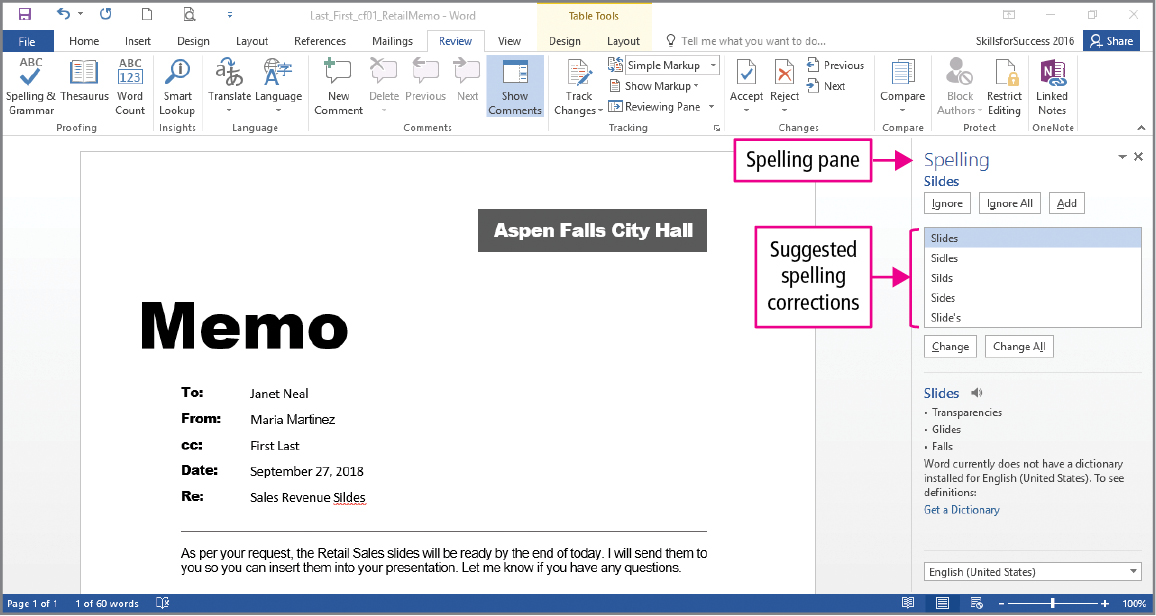 Last_First_cf01_RetailMemo - Word
Table Tools
File Home Insert Design Layout References Mailings Review View Design Layout Tell me what you want to do... SkillsforSuccess 2016 Share
ABC
Spelling &
Grammar
Thesaurus
ABC
123
Word
Count
Proofing
Smart
Lookup
Insights
Translate
Language
Language
New
Comment
Delete
Previous
Next
Show
Comments
Comments
Track
Changes
Simple Markup
Show Markup
Reviewing Pane
Tracking
Accept
Reject
Previous
Next
Changes
Compare
Compare
Block
Authors
Restrict
Editing
Protect
Linked
Notes
OneNote
Aspen Falls City Hall
Memo
To: Janet Neal
From: Maria Martinez
cc: First Last
Date: September 27, 2018
Re: Sales Revenue Sildes
As per your request, the Retail Sales slides will be ready by the end of today. I will send them to
you so you can insert them into your presentation. Let me know if you have any questions.
Spelling pane
Suggested
spelling
corrections
Spelling
Sildes
Ignore Ignore All Add
Slides
Sidles
Silds
Sides
Slide's
Change Change All
Slides
• Transparencies
• Glides
• Falls
Word currently does not have a dictionary
installed for English (United States). To see
definitions:
Get a Dictionary
English (United States)
Page 1 of 1 1 of 60 words 100%